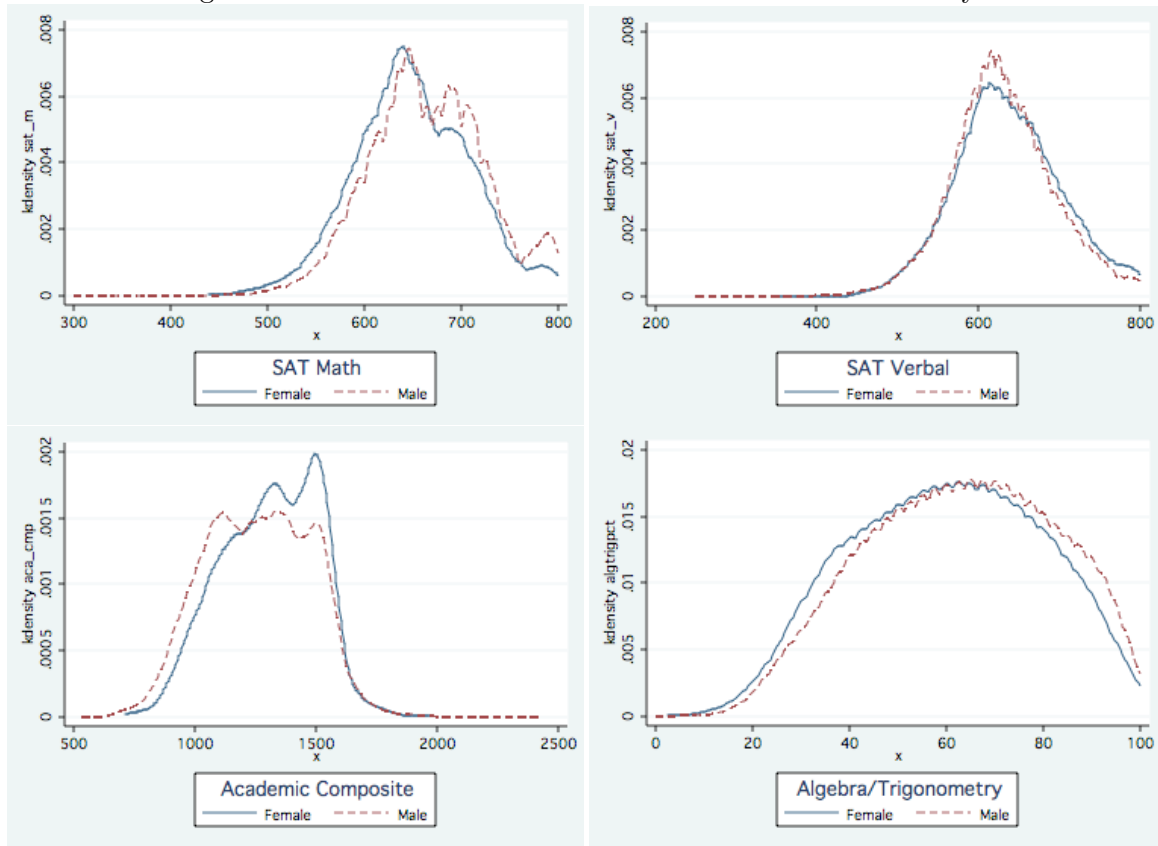 kdensity sat_m
0 .002 .004 .006 .008
300 400 500 600 700 800
x
SAT Math
Female Male
kdensity sat_v
0 .002 .004 .006 .008
200 400 600 800
x
SAT Verbal
Female Male
kdensity aca_cmp
0 .0005 .001 .0015 .002
500 1000 1500 2000 2500
x
Academic Composite
Female Male
kdensity algtrigpct
0 .005 .01 .015 .02
0 20 40 60 80 100
x
Algebra/Trigonometry
Female Male